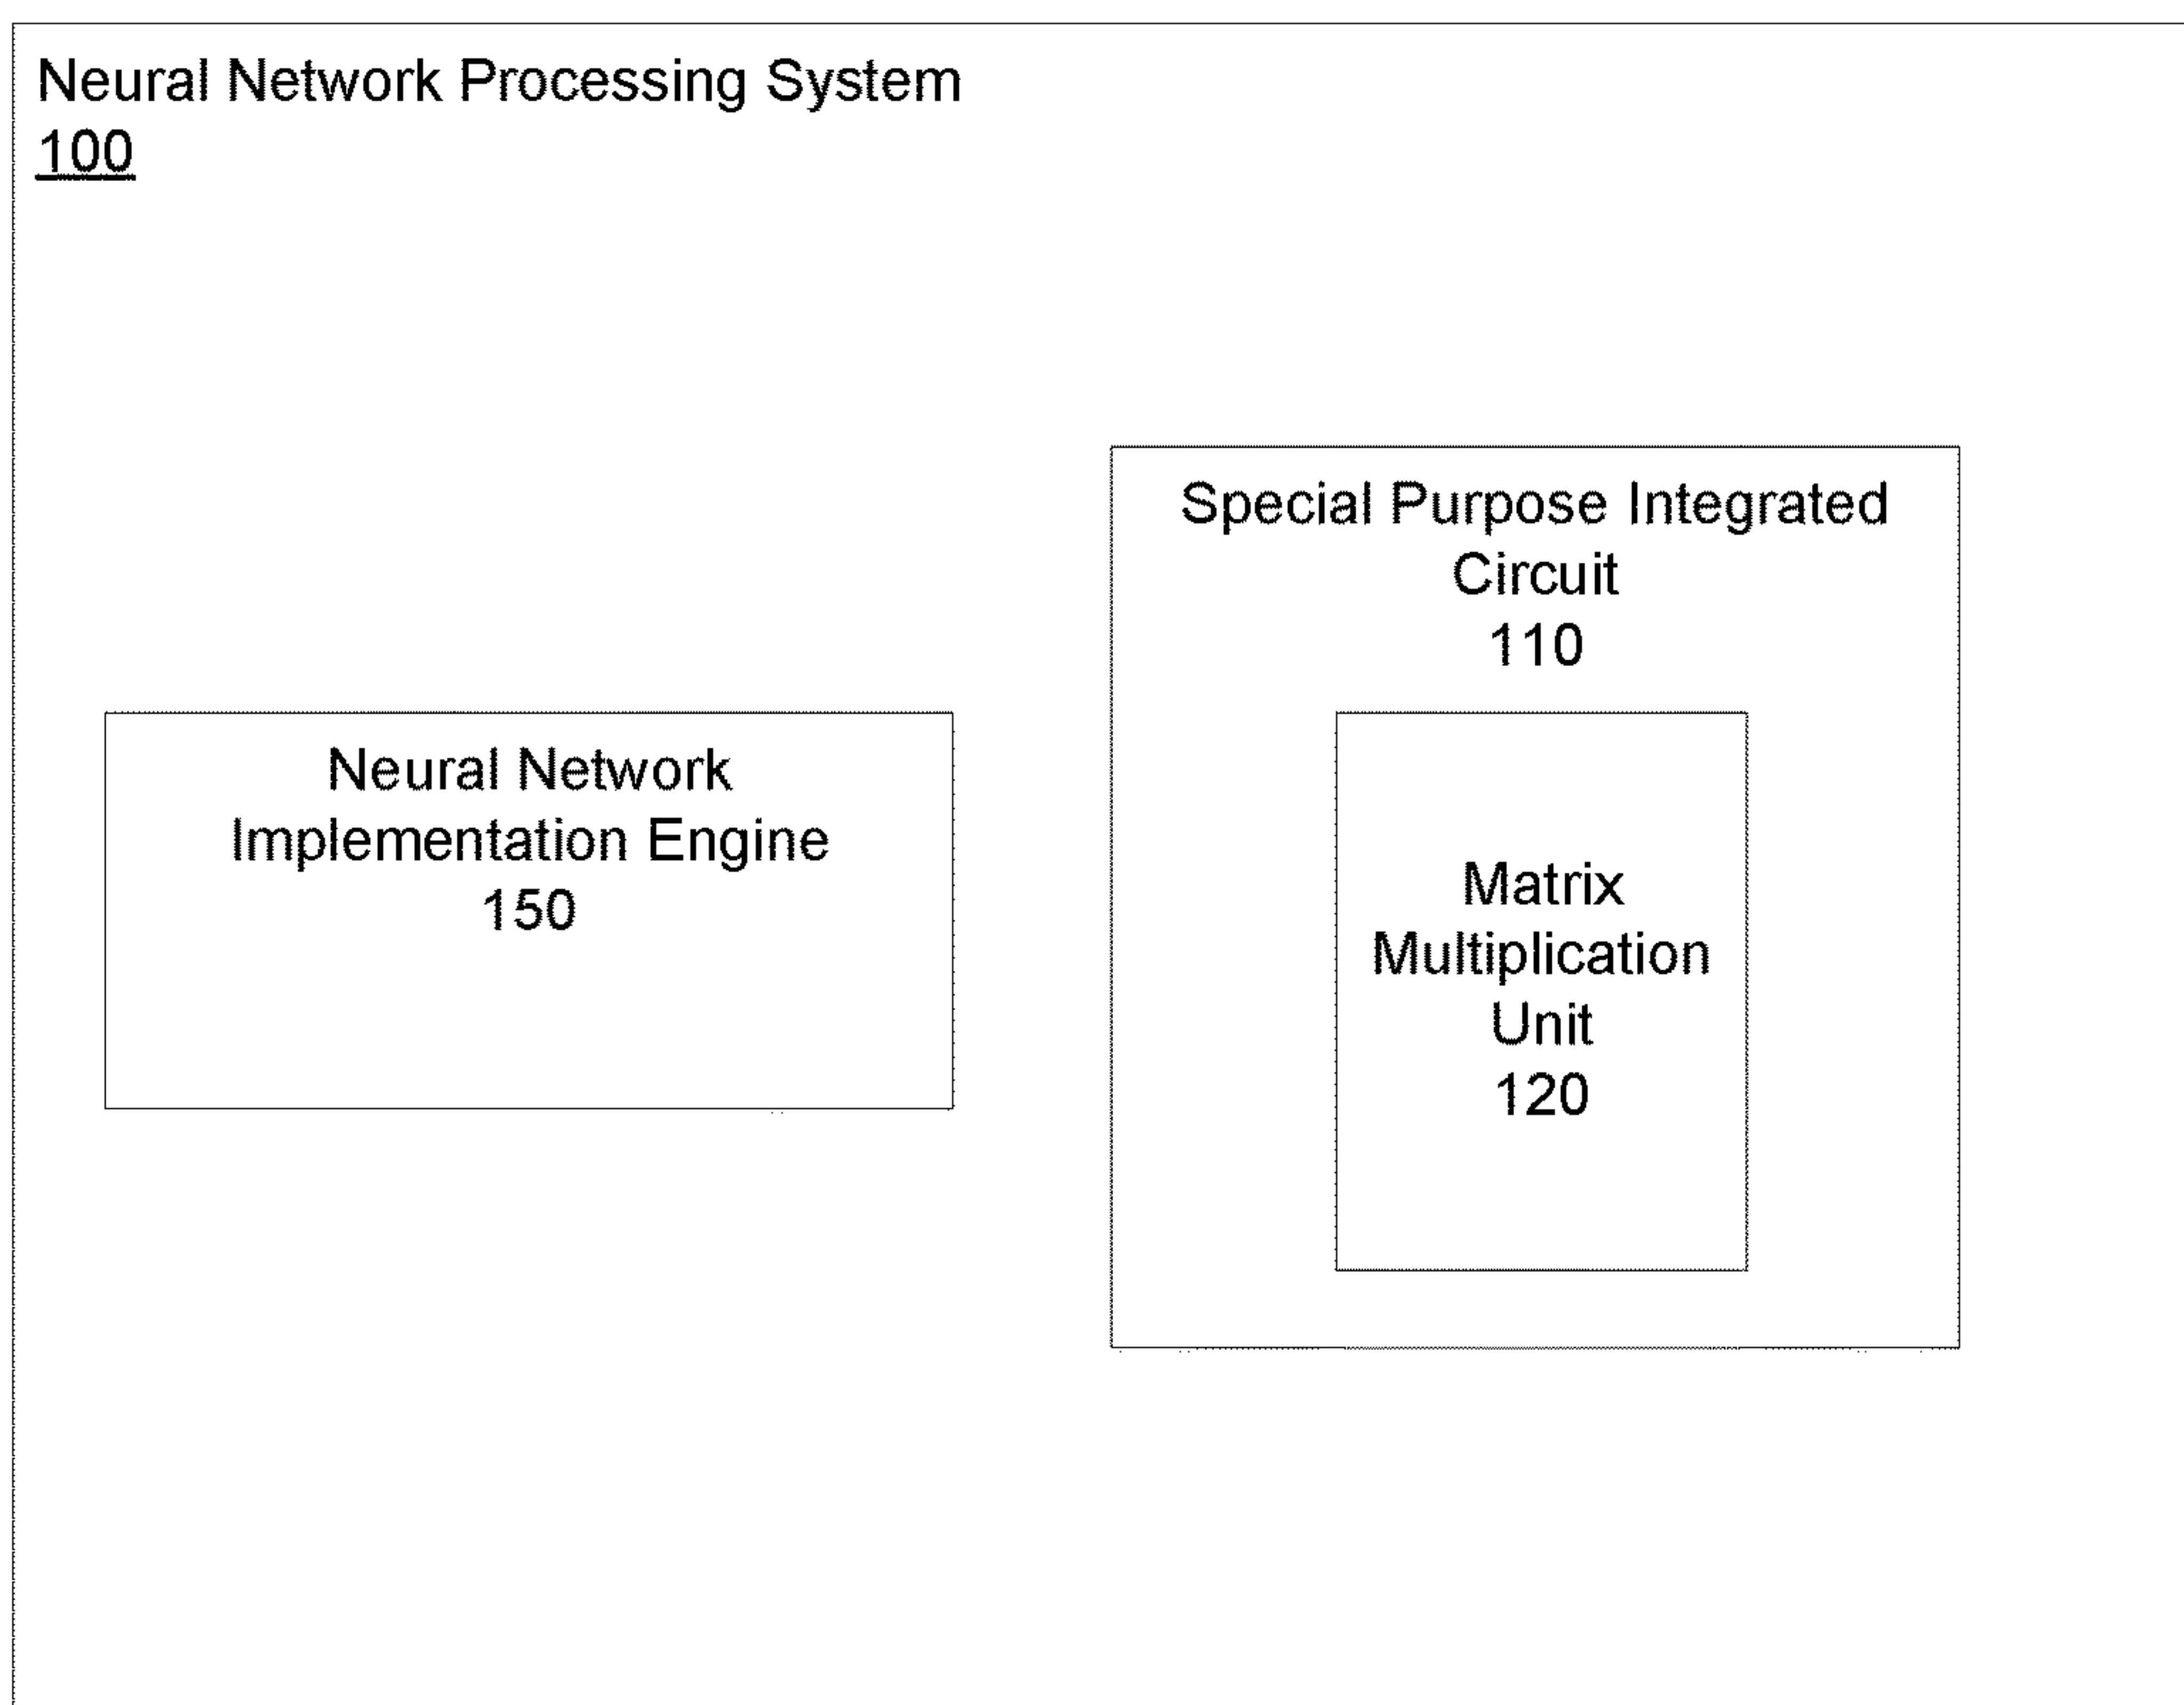 Neural Network Processing System
100
Special Purpose Integrated
Circuit
110
Neural Network
Implementation Engine
150
Matrix
Multiplication
Unit
120